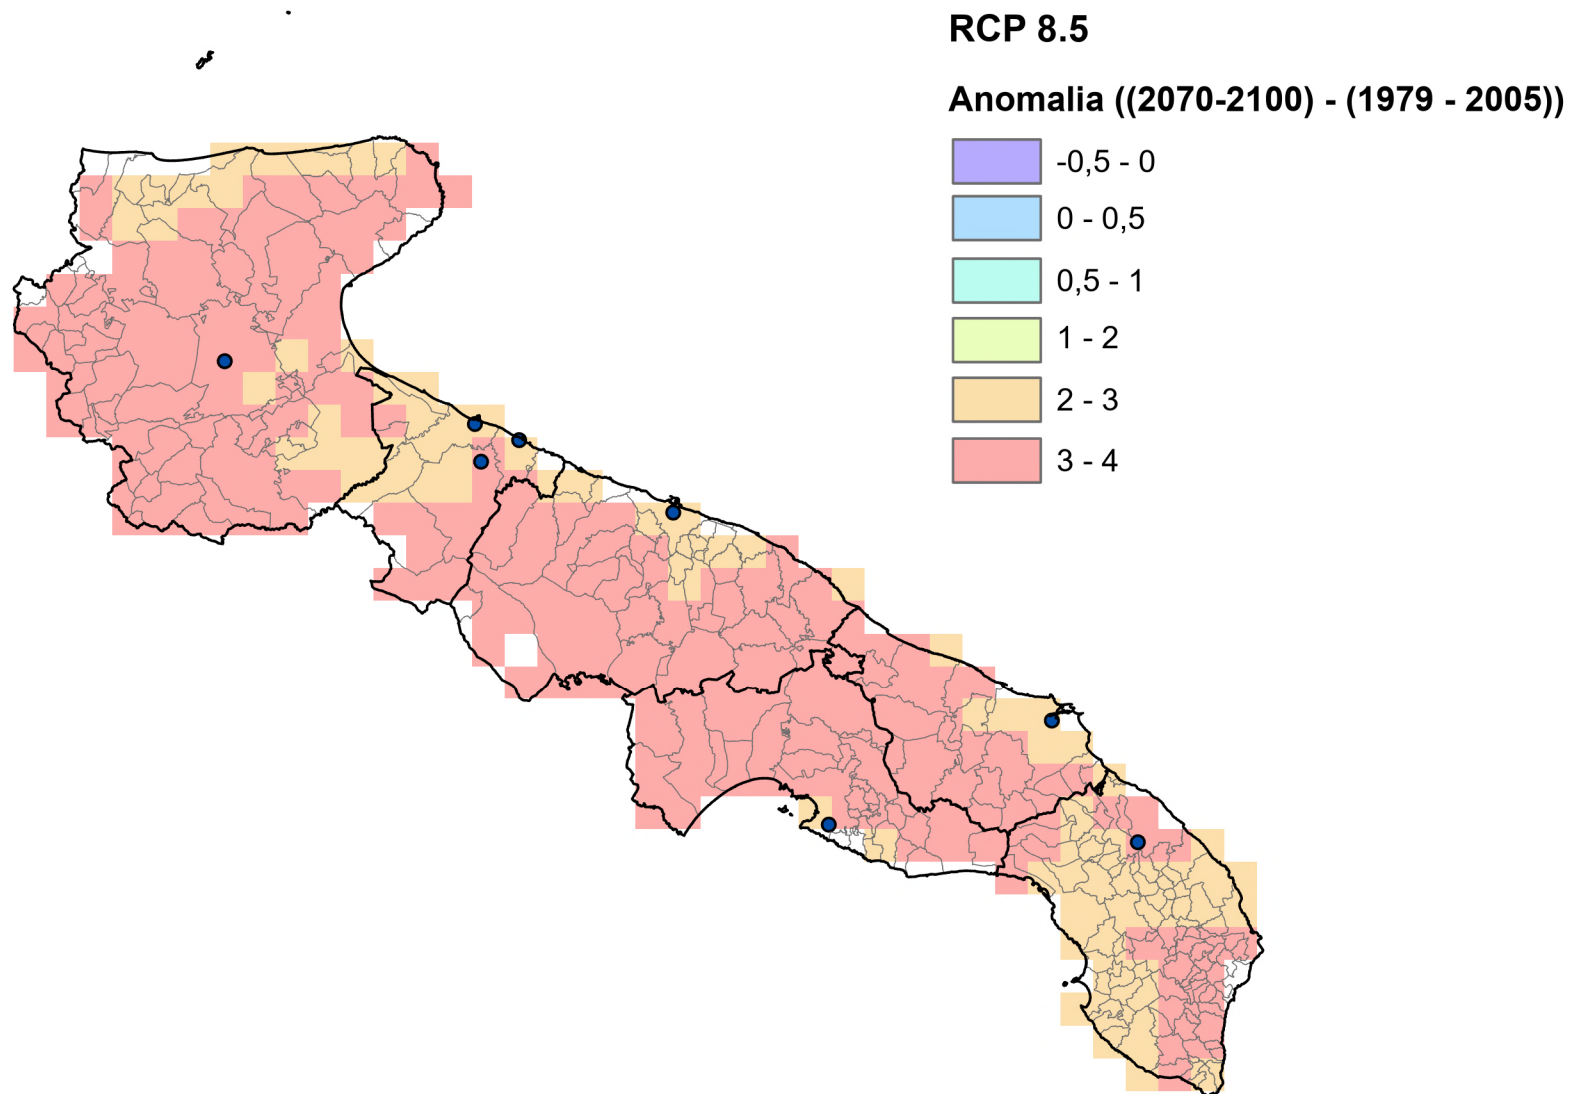 RCP 8.5
Anomalia ((2070-2100) - (1979 - 2005))
-0,5 - 0
0 - 0,5
0,5 - 1
1 - 2
2 - 3
3 - 4